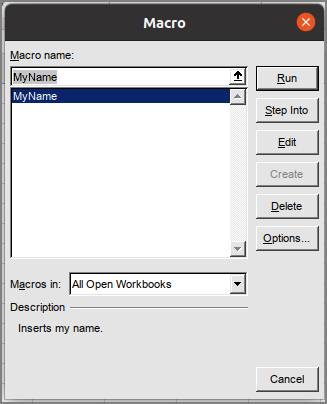 Macro
Macro name:
MyName
Run
MyName
Step Into
Edit
Create
Delete
Options...
Macros in:
All Open Workbooks
Description
Inserts my name.
Cancel